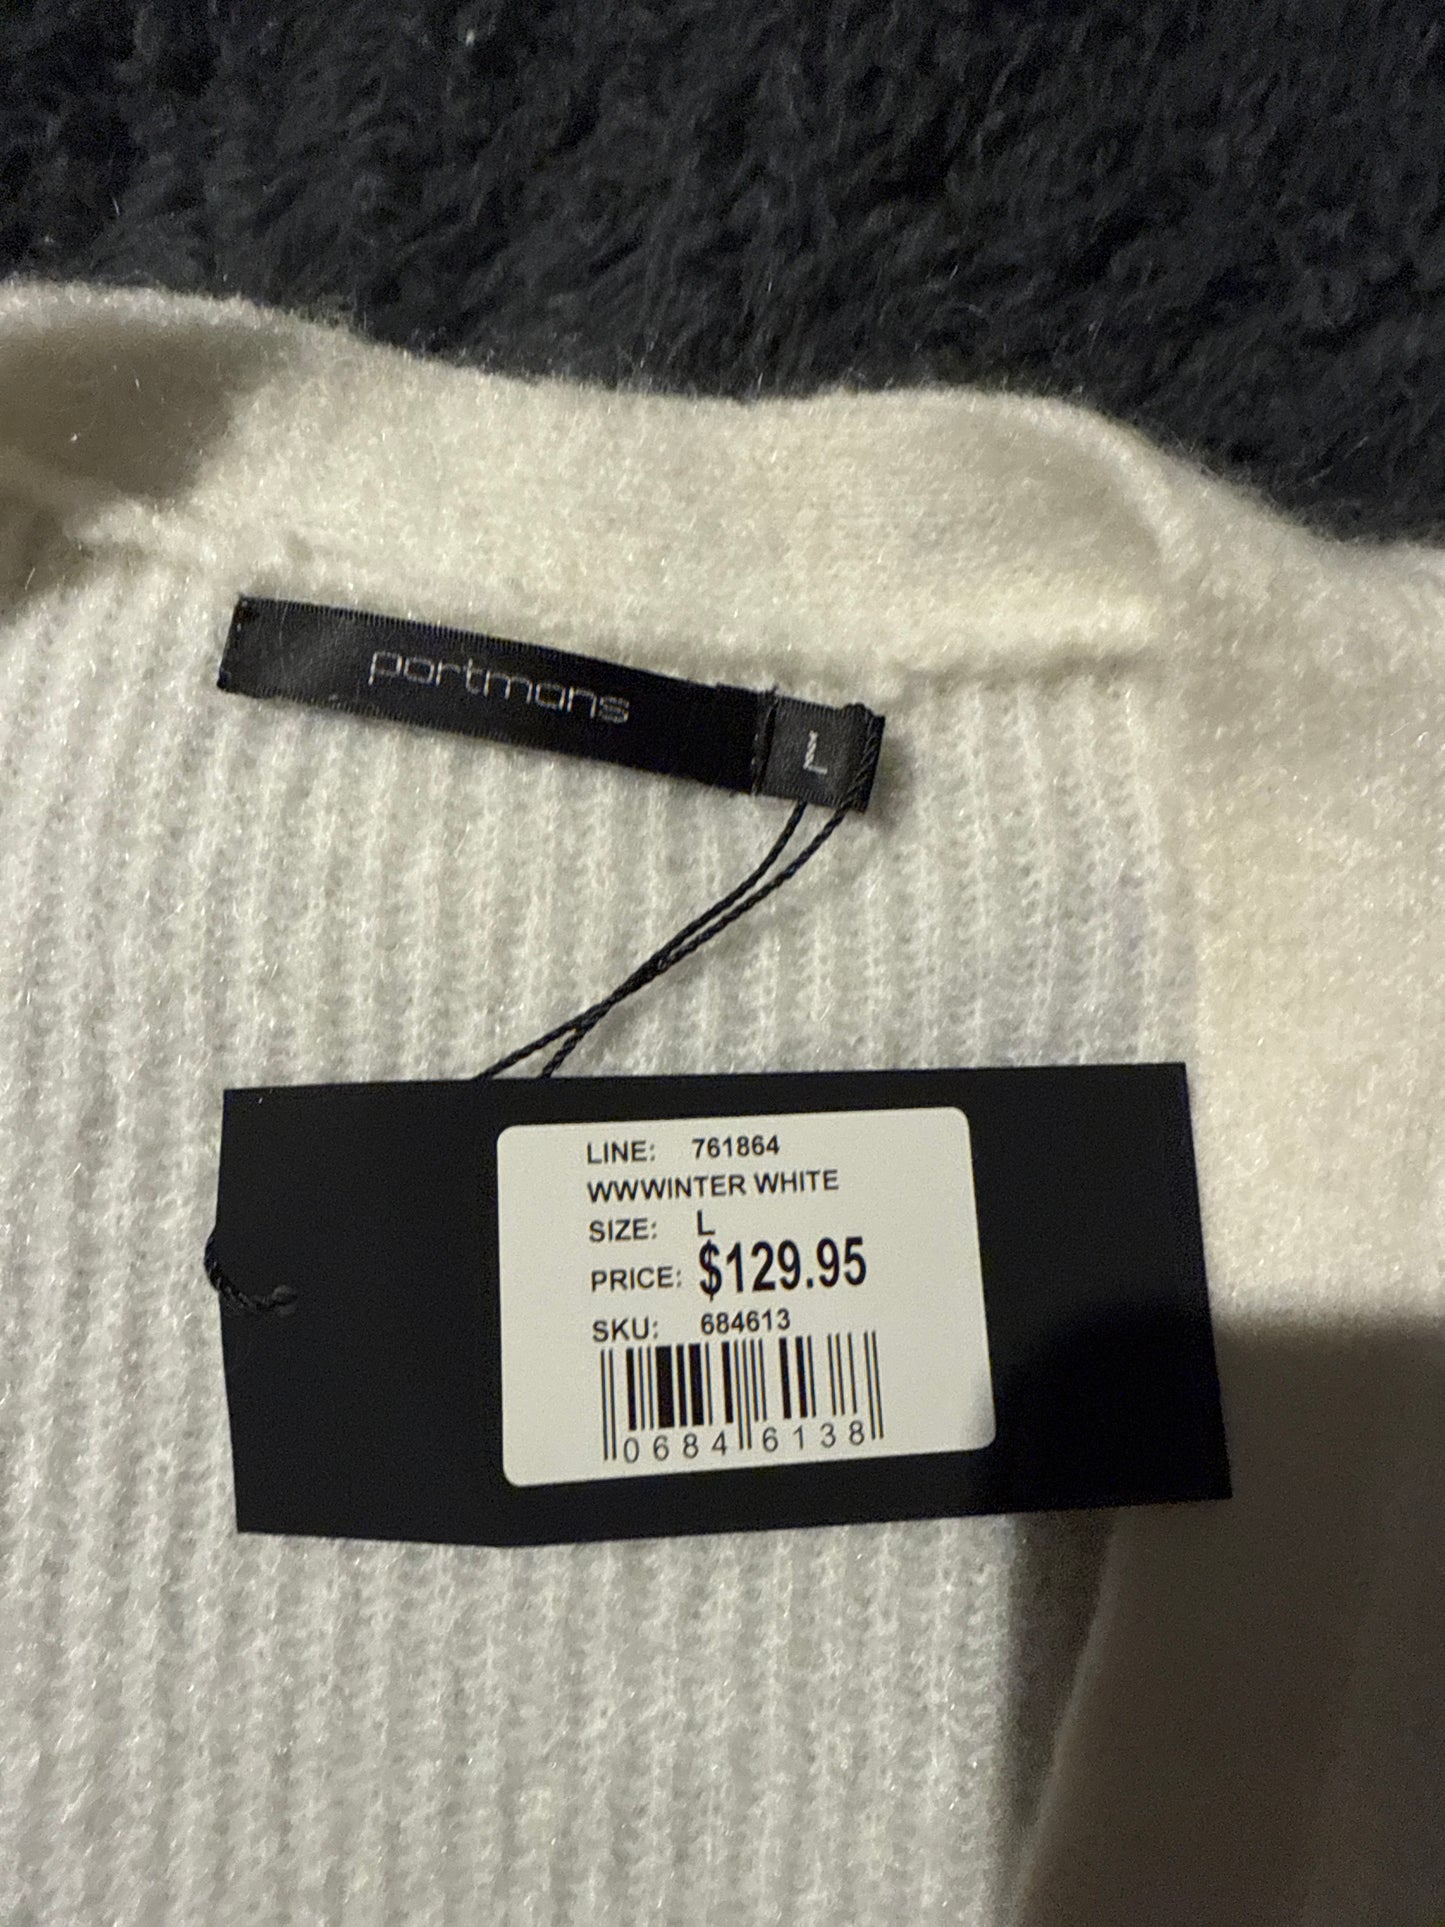 portmans
L
LINE: 761864
WWWINTER WHITE
SIZE: L
PRICE: $129.95
SKU: 684613
0684 6138